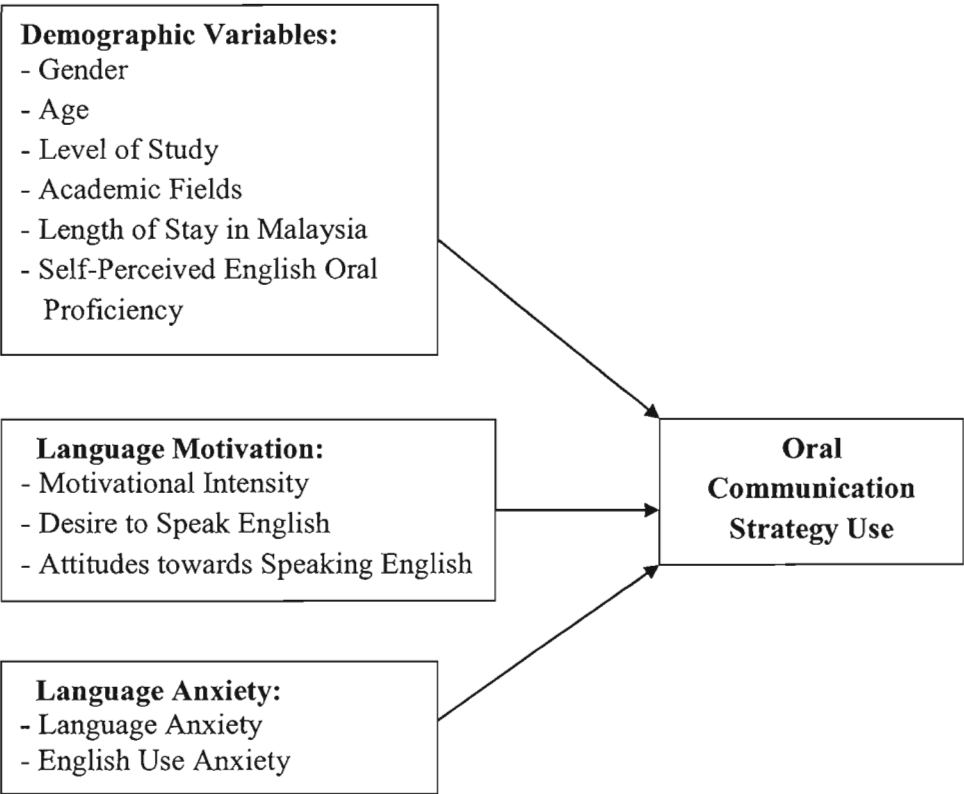 Demographic Variables:
- Gender
- Age
- Level of Study
- Academic Fields
- Length of Stay in Malaysia
- Self-Perceived English Oral
Proficiency
Language Motivation:
- Motivational Intensity
- Desire to Speak English
- Attitudes towards Speaking English
Language Anxiety:
- Language Anxiety
- English Use Anxiety
Oral
Communication
Strategy Use